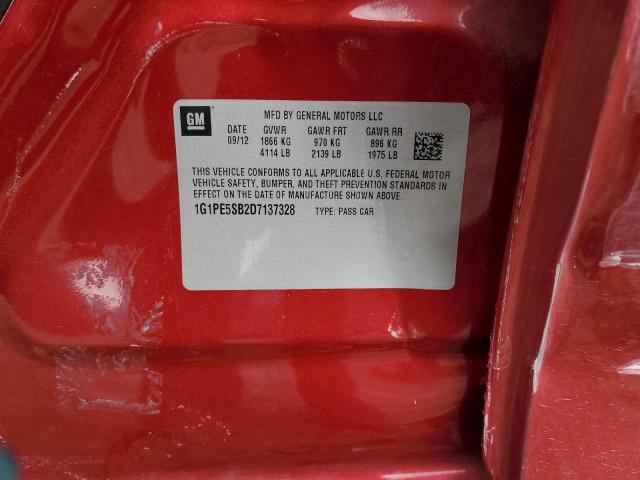 GM
MFD BY GENERAL MOTORS LLC
DATE GVWR GAWR FRT GAWR RR
09/12 1866 KG 970 KG 896 KG
4114 LB 2139 LB 1975 LB
THIS VEHICLE CONFORMS TO ALL APPLICABLE U.S. FEDERAL MOTOR
VEHICLE SAFETY, BUMPER, AND THEFT PREVENTION STANDARDS IN
EFFECT ON THE DATE OF MANUFACTURE SHOWN ABOVE.
1G1PE5SB2D7137328 TYPE: PASS CAR